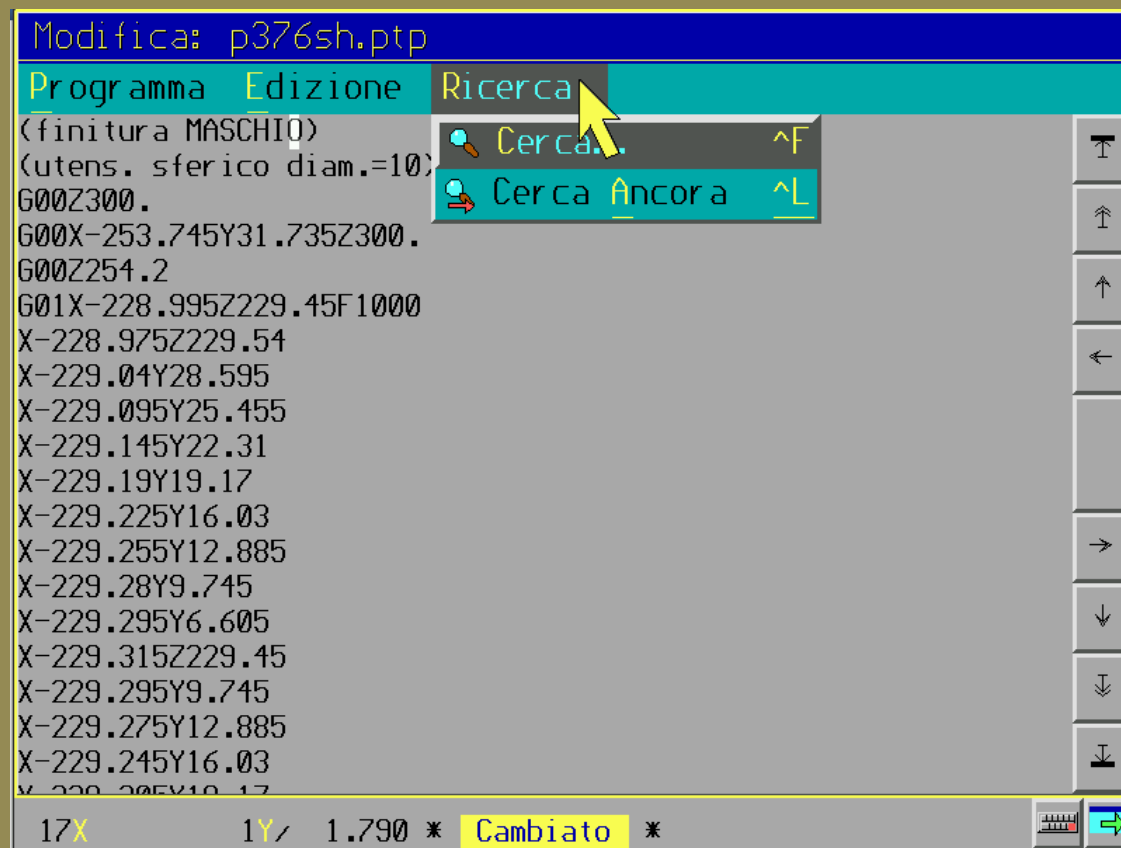 Modifica: p376sh.ptp
Programma Edizione Ricerca
Cerca... ^F
Cerca Ancora ^L
(finitura MASCHIO)
(utens. sferico diam.=10)
G00Z300.
G00X-253.745Y31.735Z300.
G00Z254.2
G01X-228.995Z229.45F1000
X-228.975Z229.54
X-229.04Y28.595
X-229.095Y25.455
X-229.145Y22.31
X-229.19Y19.17
X-229.225Y16.03
X-229.255Y12.885
X-229.28Y9.745
X-229.295Y6.605
X-229.315Z229.45
X-229.295Y9.745
X-229.275Y12.885
X-229.245Y16.03
X-229.205Y19.17
17X 1Y/ 1.790 * Cambiato *